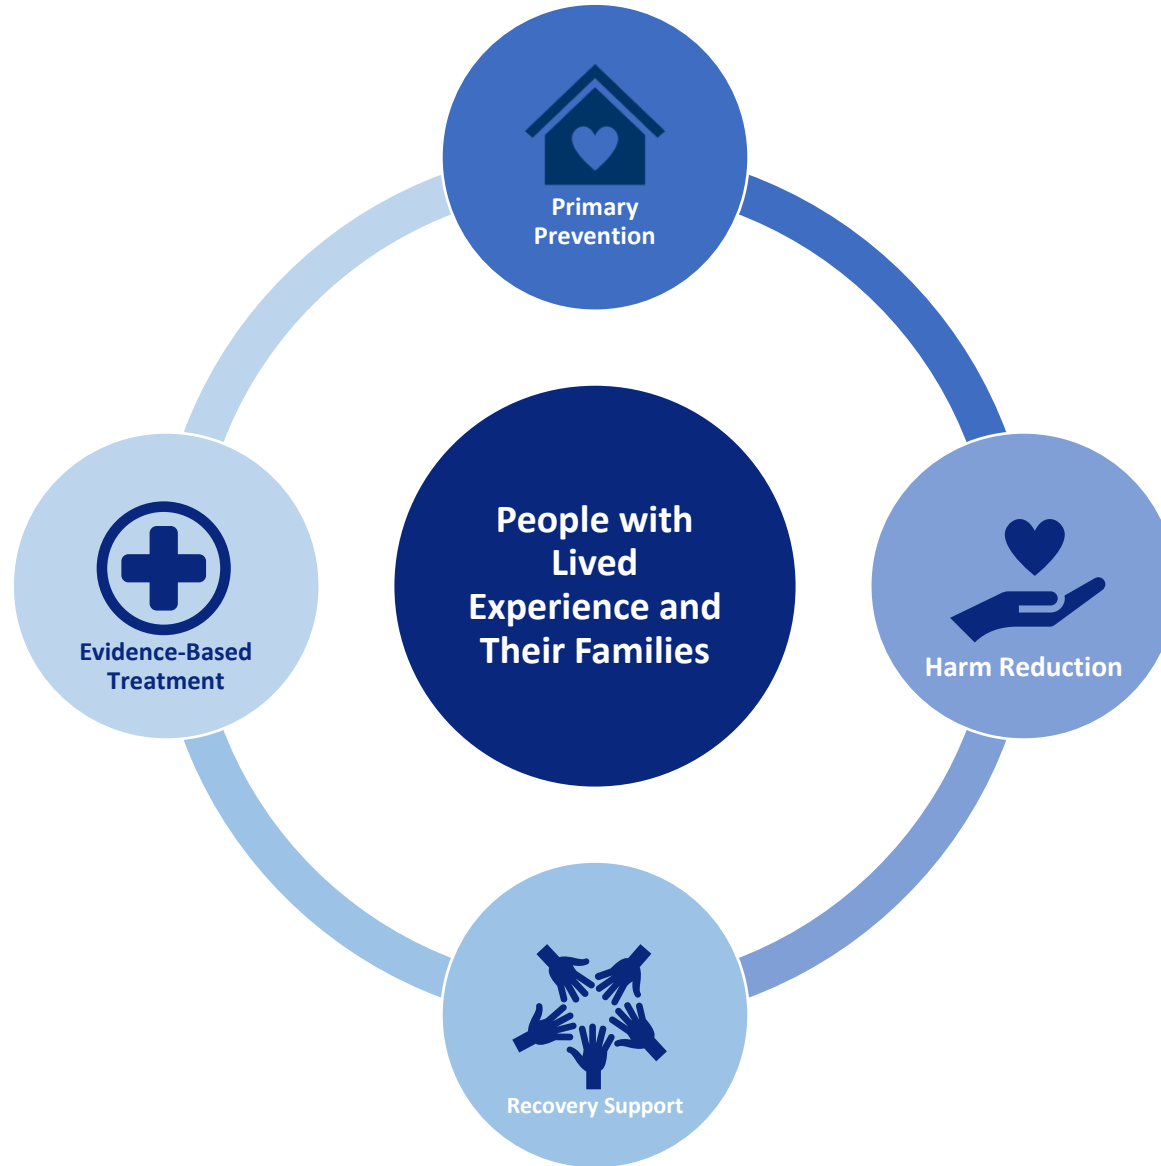 Primary
Prevention
People with
Lived
Experience and
Their Families
Evidence-Based
Treatment
Harm Reduction
Recovery Support